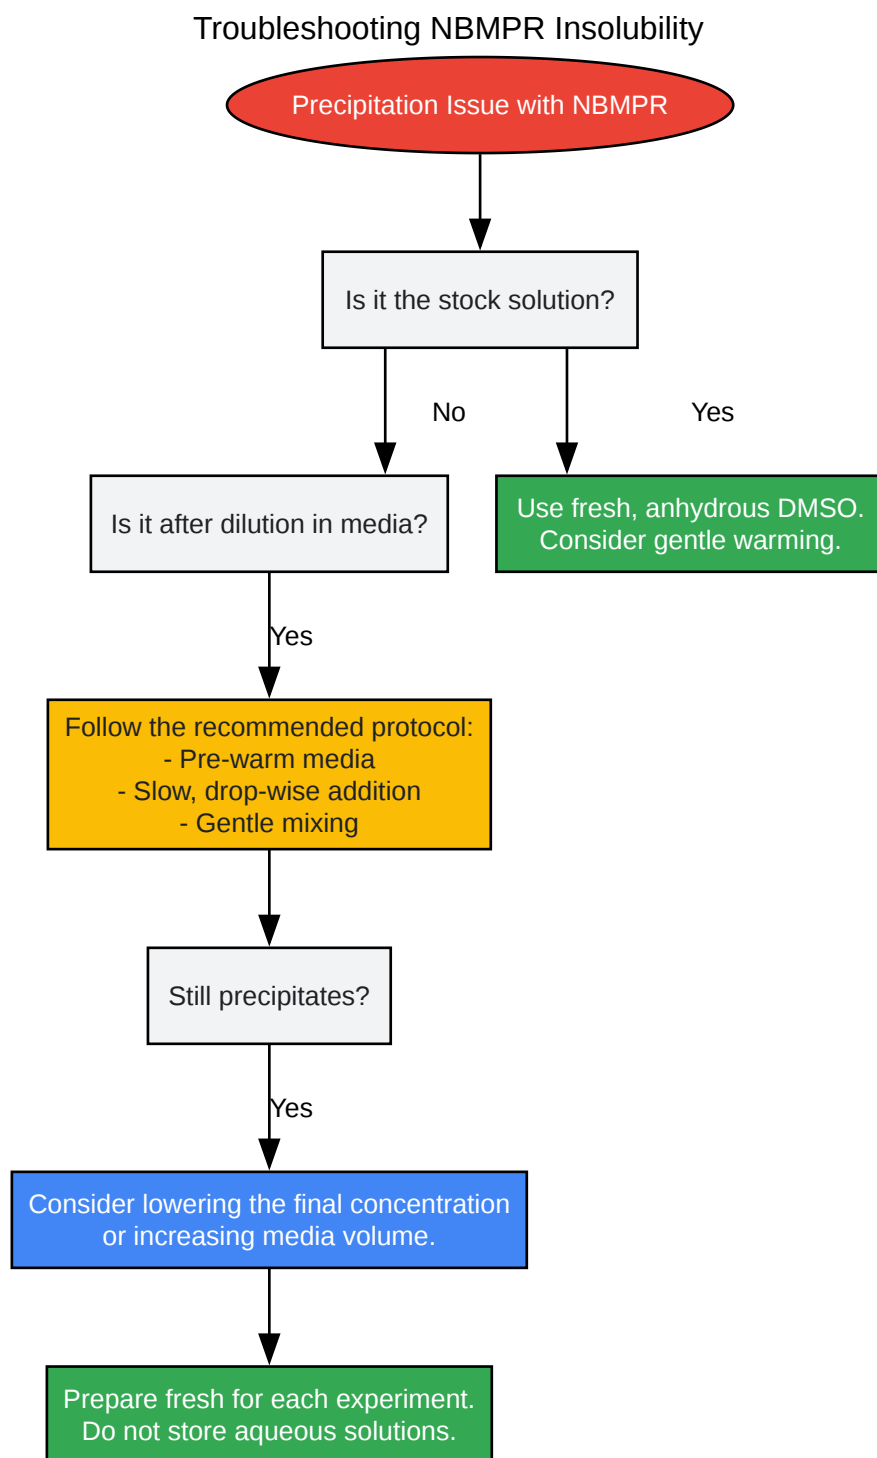 Troubleshooting NBMPR Insolubility
Precipitation Issue with NBMPR
Is it the stock solution?
No
Yes
Is it after dilution in media?
Use fresh, anhydrous DMSO.
Consider gentle warming.
Yes
Follow the recommended protocol:
- Pre-warm media
- Slow, drop-wise addition
- Gentle mixing
Still precipitates?
Yes
Consider lowering the final concentration
or increasing media volume.
Prepare fresh for each experiment.
Do not store aqueous solutions.